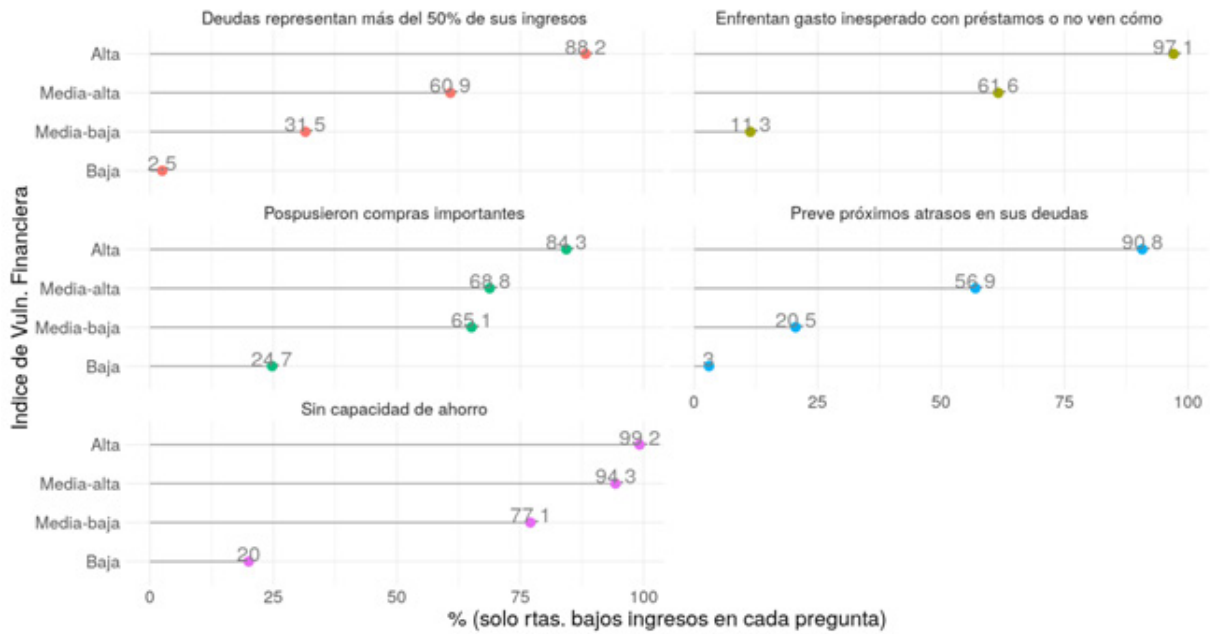 Deudas representan más del 50% de sus ingresos
Alta 88.2
Media-alta 60.9
Media-baja 31.5
Baja 2.5
Enfrentan gasto inesperado con préstamos o no ven cómo
97.1
61.6
11.3
Pospusieron compras importantes
Alta 84.3
Media-alta 68.8
Media-baja 65.1
Baja 24.7
Preve próximos atrasos en sus deudas
90.8
56.9
20.5
3
0 25 50 75 100
Sin capacidad de ahorro
Alta 99.2
Media-alta 94.3
Media-baja 77.1
Baja 20
0 25 50 75 100
Indice de Vuln. Financiera
% (solo rtas. bajos ingresos en cada pregunta)